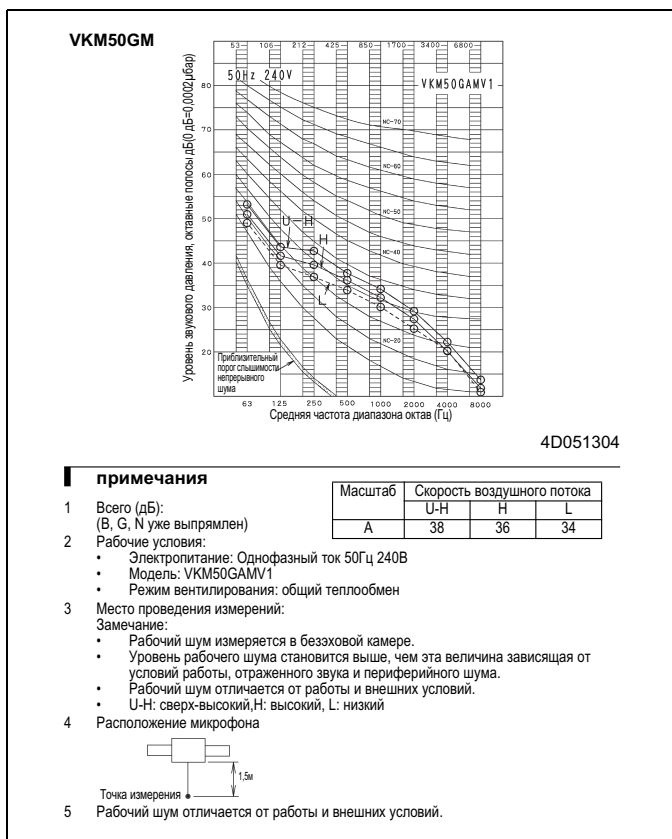 VKM50GM
Уровень звукового давления, октавные полосы дБ(0 дБ=0,0002µбар)
53 106 212 425 850 1700 3400 6800
50Hz 240V
VKM50GAMV1
80
70
60
50
40
30
20
NC-70
NC-60
NC-50
NC-40
NC-20
U-H
H
L
Приблизительный
порог слышимости
непрерывного
шума
63 125 250 500 1000 2000 4000 8000
Средняя частота диапазона октав (Гц)
4D051304
примечания
Масштаб Скорость воздушного потока
U-H H L
A 38 36 34
1 Всего (дБ):
(B, G, N уже выпрямлен)
2 Рабочие условия:
• Электропитание: Однофазный ток 50Гц 240В
• Модель: VKM50GAMV1
• Режим вентилирования: общий теплообмен
3 Место проведения измерений:
Замечание:
• Рабочий шум измеряется в безэховой камере.
• Уровень рабочего шума становится выше, чем эта величина зависящая от
условий работы, отраженного звука и периферийного шума.
• Рабочий шум отличается от работы и внешних условий.
• U-H: сверх-высокий,H: высокий, L: низкий
4 Расположение микрофона
1,5м
Точка измерения
5 Рабочий шум отличается от работы и внешних условий.